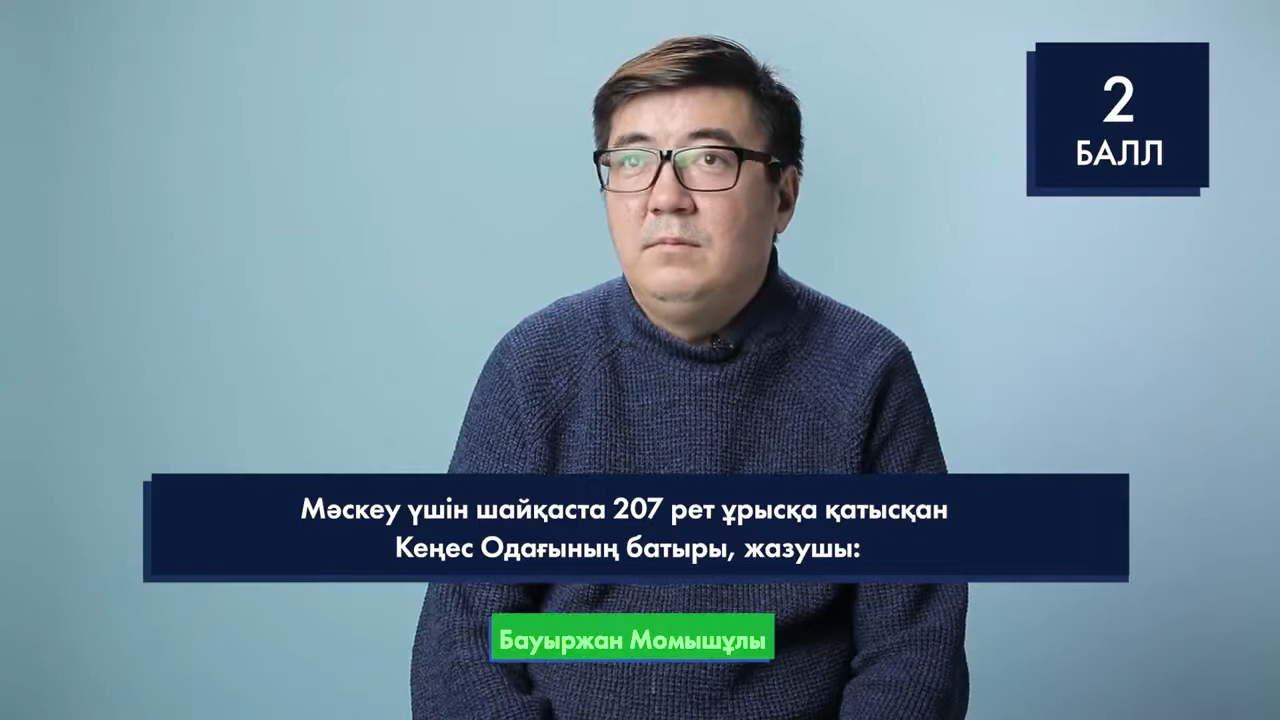 2
БАЛЛ
Мәскеу үшін шайқаста 207 рет ұрысқа қатысқан
Кеңес Одағының батыры, жазушы:
Бауыржан Момышұлы